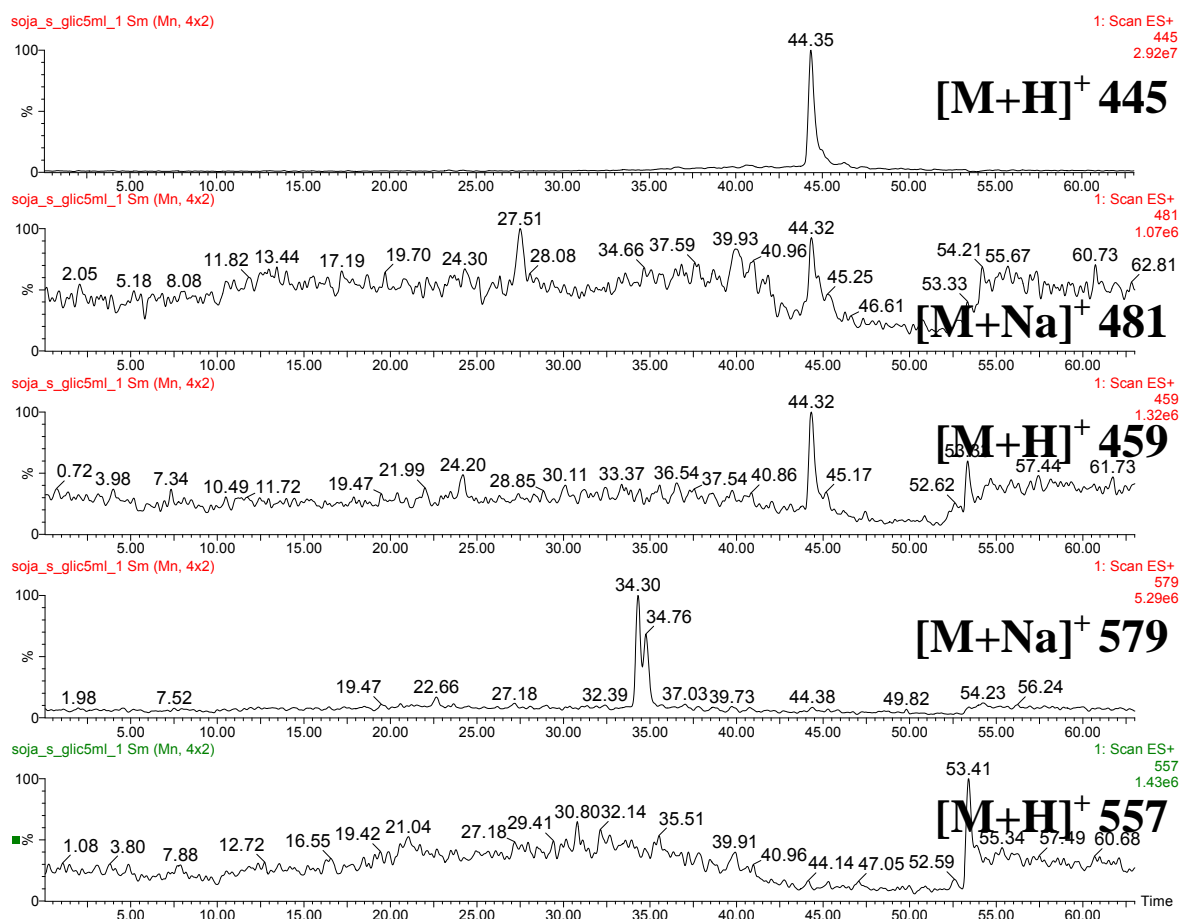 soja_s_glic5ml_1 Sm (Mn, 4x2)
1: Scan ES+
445
2.92e7
[M+H]+ 445
44.35
100
%
0
5.00 10.00 15.00 20.00 25.00 30.00 35.00 40.00 45.00 50.00 55.00 60.00
soja_s_glic5ml_1 Sm (Mn, 4x2)
1: Scan ES+
481
1.07e6
[M+Na]+ 481
2.05 5.18 8.08 11.82 13.44 17.19 19.70 24.30 27.51 28.08 34.66 37.59 39.93 40.96 44.32 45.25 46.61 53.33 54.21 55.67 60.73 62.81
100
%
0
5.00 10.00 15.00 20.00 25.00 30.00 35.00 40.00 45.00 50.00 55.00 60.00
soja_s_glic5ml_1 Sm (Mn, 4x2)
1: Scan ES+
459
1.32e6
[M+H]+ 459
0.72 3.98 7.34 10.49 11.72 19.47 21.99 24.20 28.85 30.11 33.37 36.54 37.54 40.86 44.32 45.17 52.62 57.44 61.73
100
%
0
5.00 10.00 15.00 20.00 25.00 30.00 35.00 40.00 45.00 50.00 55.00 60.00
soja_s_glic5ml_1 Sm (Mn, 4x2)
1: Scan ES+
579
5.29e6
[M+Na]+ 579
1.98 7.52 19.47 22.66 27.18 32.39 34.30 34.76 37.03 39.73 44.38 49.82 54.23 56.24
100
%
0
5.00 10.00 15.00 20.00 25.00 30.00 35.00 40.00 45.00 50.00 55.00 60.00
soja_s_glic5ml_1 Sm (Mn, 4x2)
1: Scan ES+
557
1.43e6
[M+H]+ 557
1.08 3.80 7.88 12.72 16.55 19.42 21.04 27.18 29.41 30.80 32.14 35.51 39.91 40.96 44.14 47.05 52.59 53.41 55.34 57.49 60.68
100
%
0
5.00 10.00 15.00 20.00 25.00 30.00 35.00 40.00 45.00 50.00 55.00 60.00
Time